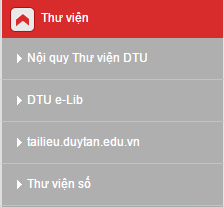 Thư viện
Nội quy Thư viện DTU
DTU e-Lib
tailieu.duytan.edu.vn
Thư viện số